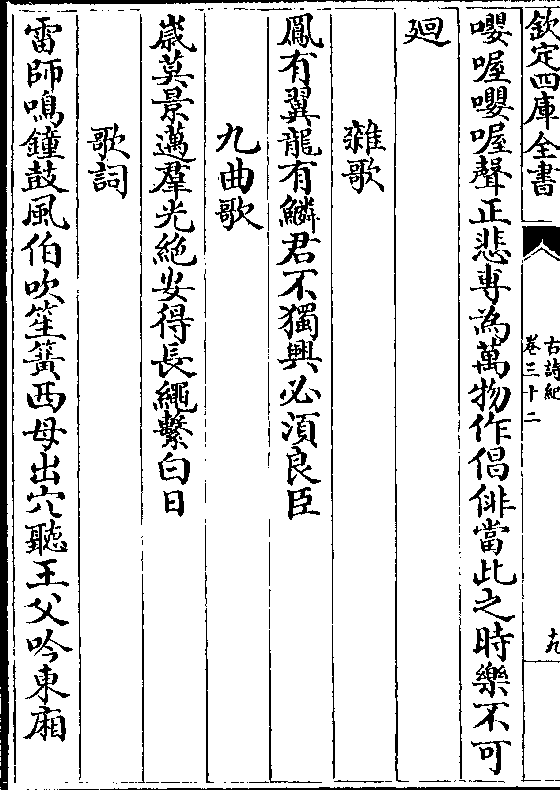 欽定四庫全書
古詩紀
卷三十二
十九
嚶喔嚶喔聲正悲專為萬物作倡俳當此之時樂不可
廻
雜歌
鳳有翼龍有鱗君不獨興必須良臣
九曲歌
嵗莫景邁羣光絶安得長繩繫白日
歌詞
雷師鳴鐘鼓風伯吹笙簧西母出穴聽王父吟東廂